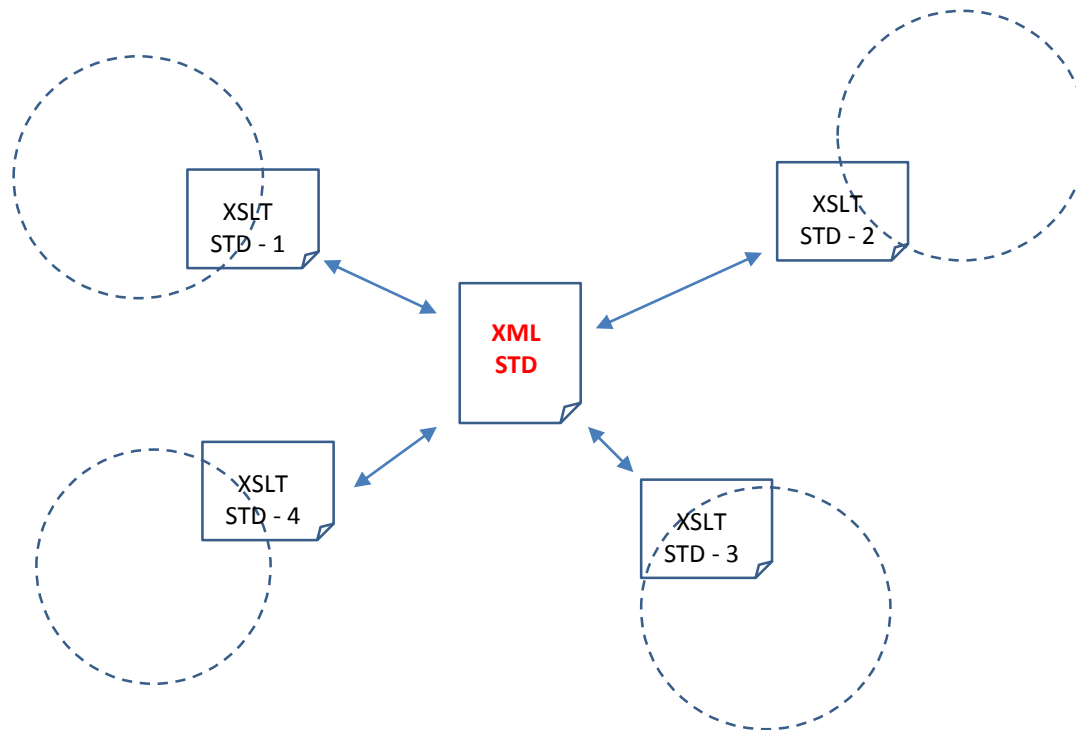 XSLT
STD - 1
XSLT
STD - 2
XML
STD
XSLT
STD - 4
XSLT
STD - 3